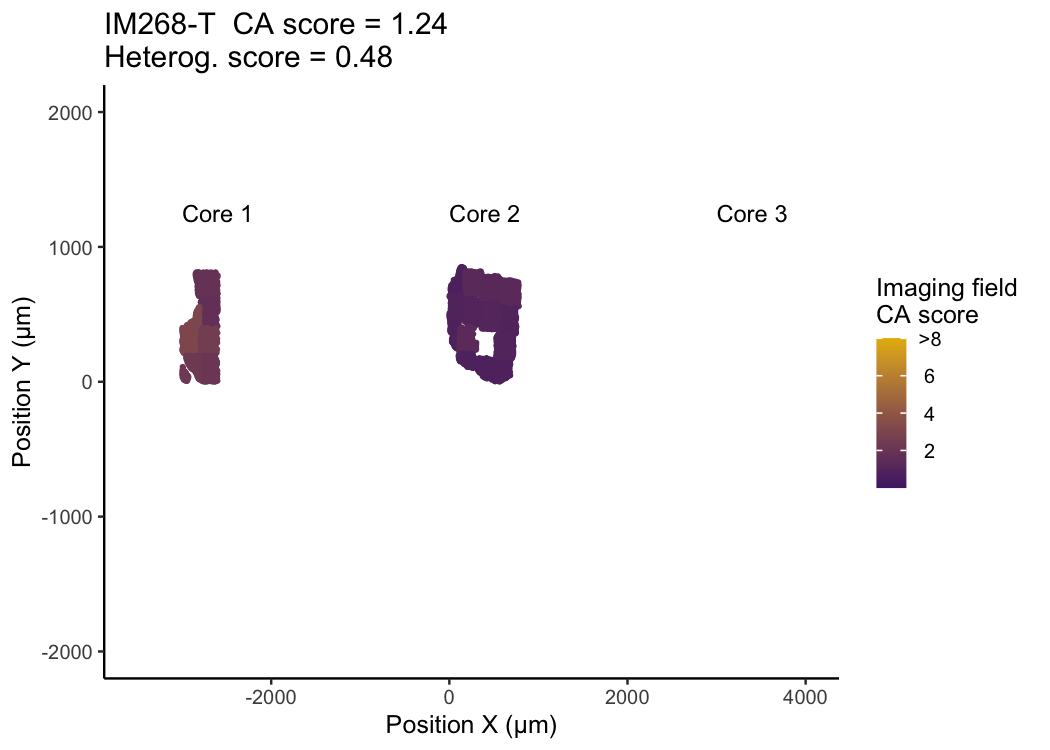 IM268-T  CA score = 1.24
Heterog. score = 0.48
2000
1000
0
-1000
-2000
Position Y (µm)
Core 1
Core 2
Core 3
-2000
0
2000
4000
Position X (µm)
Imaging field
CA score
>8
6
4
2